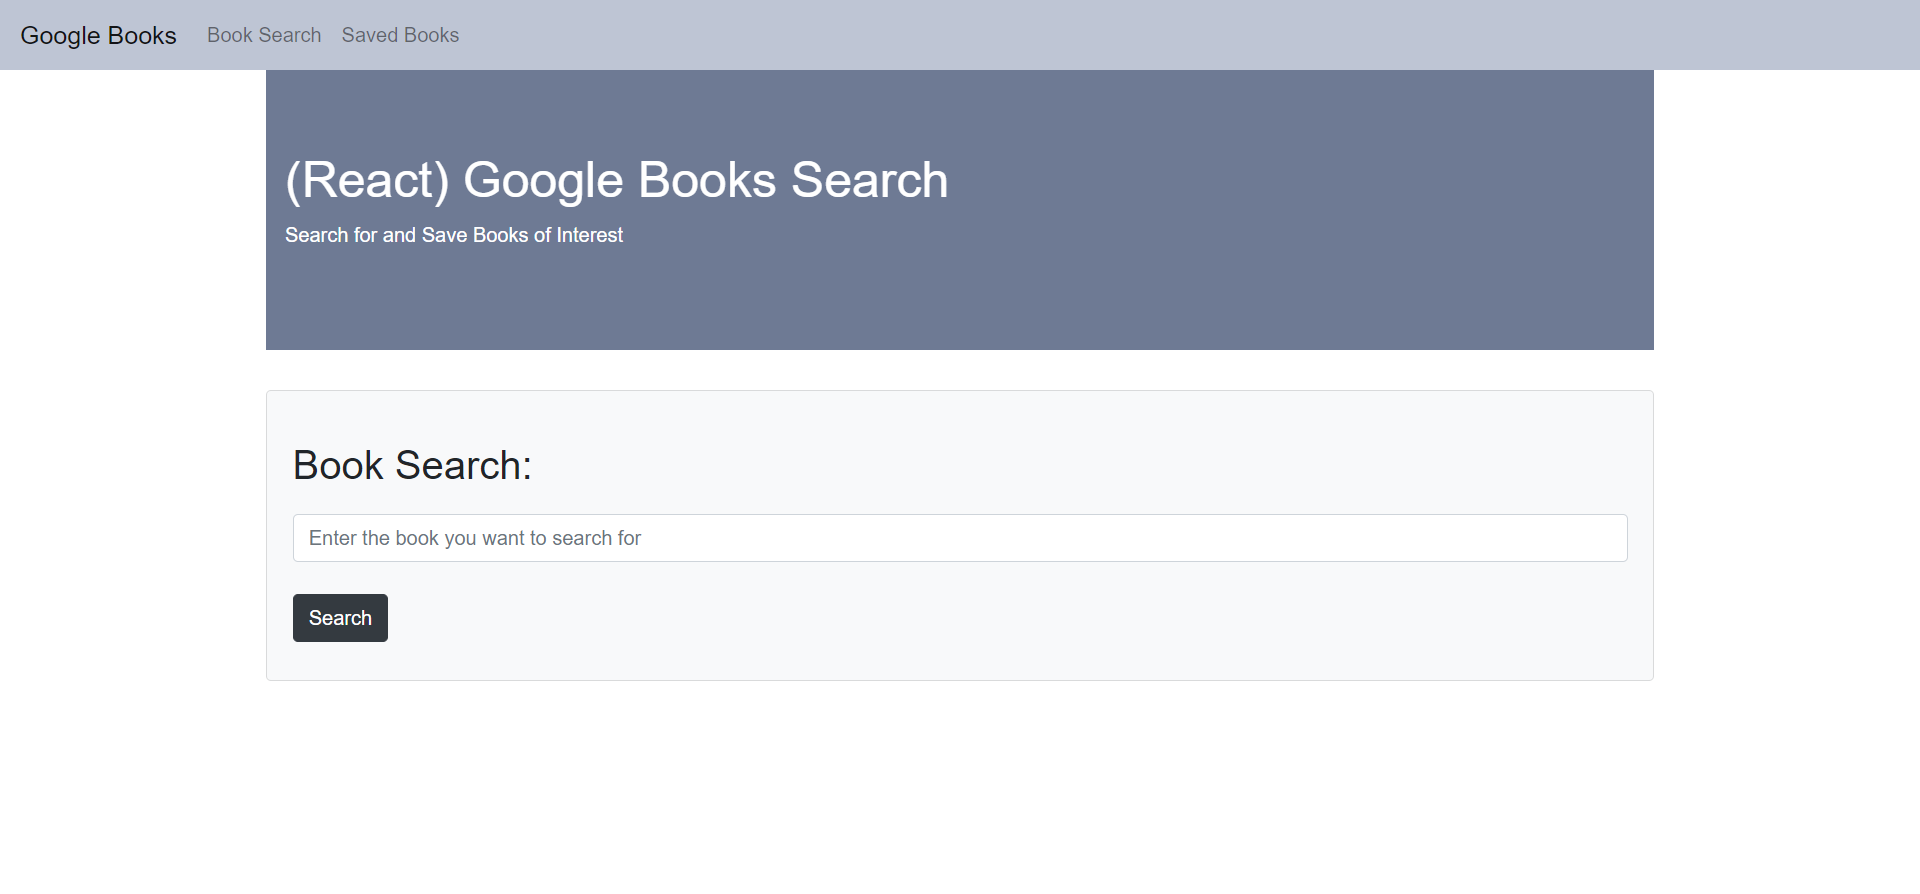 Google Books Book Search Saved Books
(React) Google Books Search
Search for and Save Books of Interest
Book Search:
Enter the book you want to search for
Search